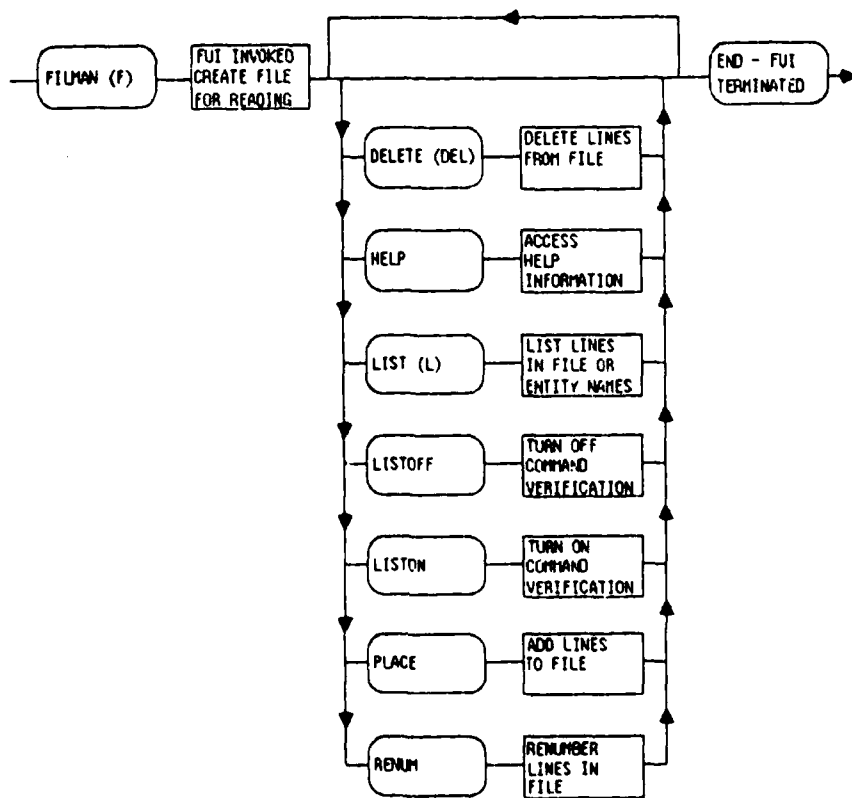 FILMAN (F)
FUI INVOKED
CREATE FILE
FOR READING
END - FUI
TERMINATED
DELETE (DEL)
DELETE LINES
FROM FILE
HELP
ACCESS
HELP
INFORMATION
LIST (L)
LIST LINES
IN FILE OR
ENTITY NAMES
LISTOFF
TURN OFF
COMMAND
VERIFICATION
LISTON
TURN ON
COMMAND
VERIFICATION
PLACE
ADD LINES
TO FILE
RENUM
RENUMBER
LINES IN
FILE